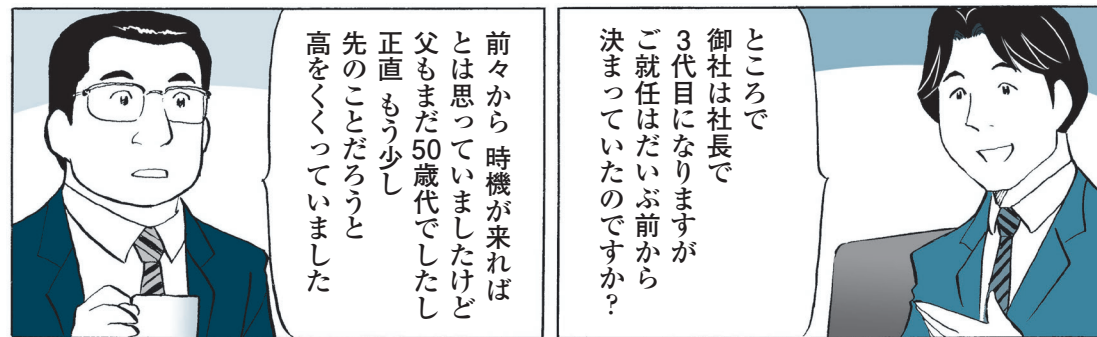 ところで
御社は社長で
3代目になりますが
ご就任はだいぶ前から
決まっていたのですか?
前々から 時機が来れば
とは思っていましたけど
父もまだ50歳代でしたし
正直 もう少し
先のことだろうと
高をくくっていました